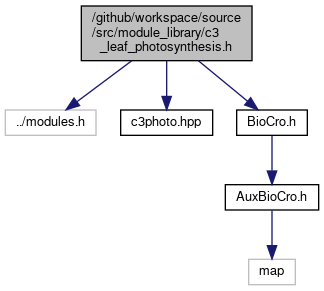 /github/workspace/source
/src/module_library/c3
_leaf_photosynthesis.h
../modules.h
c3photo.hpp
BioCro.h
AuxBioCro.h
map